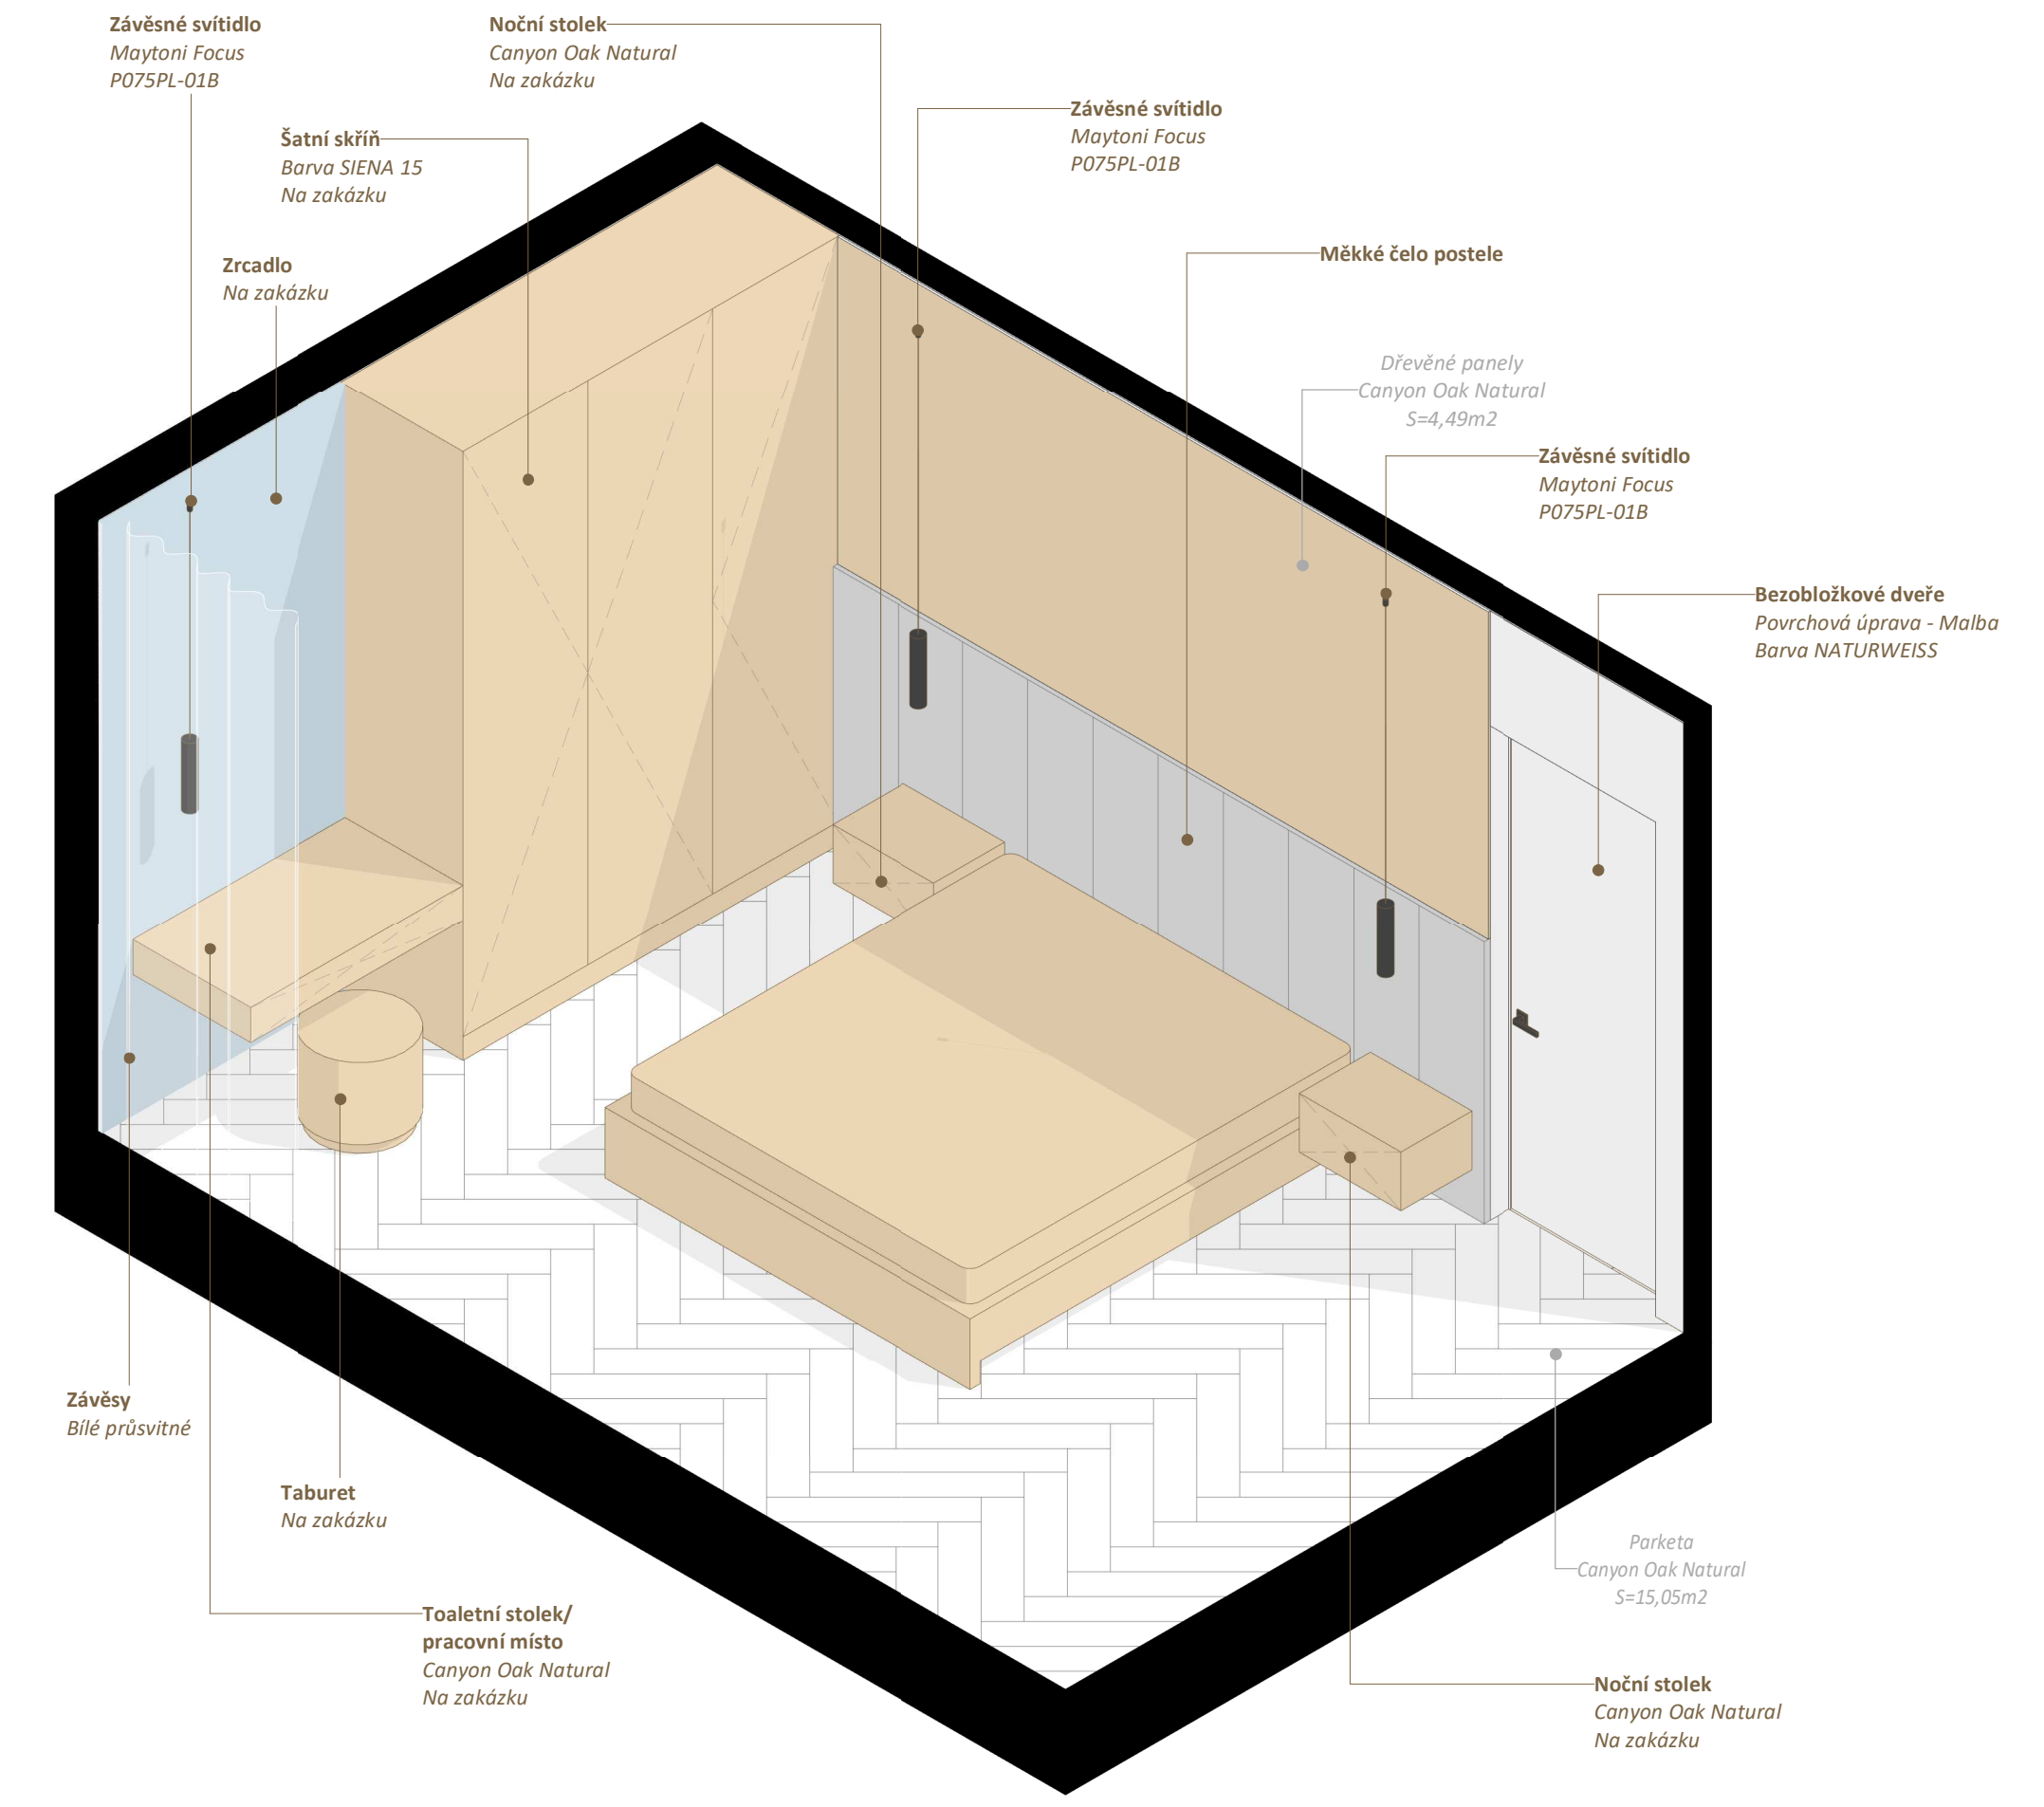 Závěsné svítidlo
Maytoni Focus
P075PL-01B
Noční stolek
Canyon Oak Natural
Na zakázku
Závěsné svítidlo
Maytoni Focus
P075PL-01B
Šatní skříň
Barva SIENA 15
Na zakázku
Zrcadlo
Na zakázku
Měkké čelo postele
Dřevěné panely
Canyon Oak Natural
S=4,49m2
Závěsné svítidlo
Maytoni Focus
P075PL-01B
Bezobložkové dveře
Povrchová úprava - Malba
Barva NATURWEISS
Závěsy
Bílé průsvitné
Taburet
Na zakázku
Toaletní stolek/
pracovní místo
Canyon Oak Natural
Na zakázku
Parketa
Canyon Oak Natural
S=15,05m2
Noční stolek
Canyon Oak Natural
Na zakázku